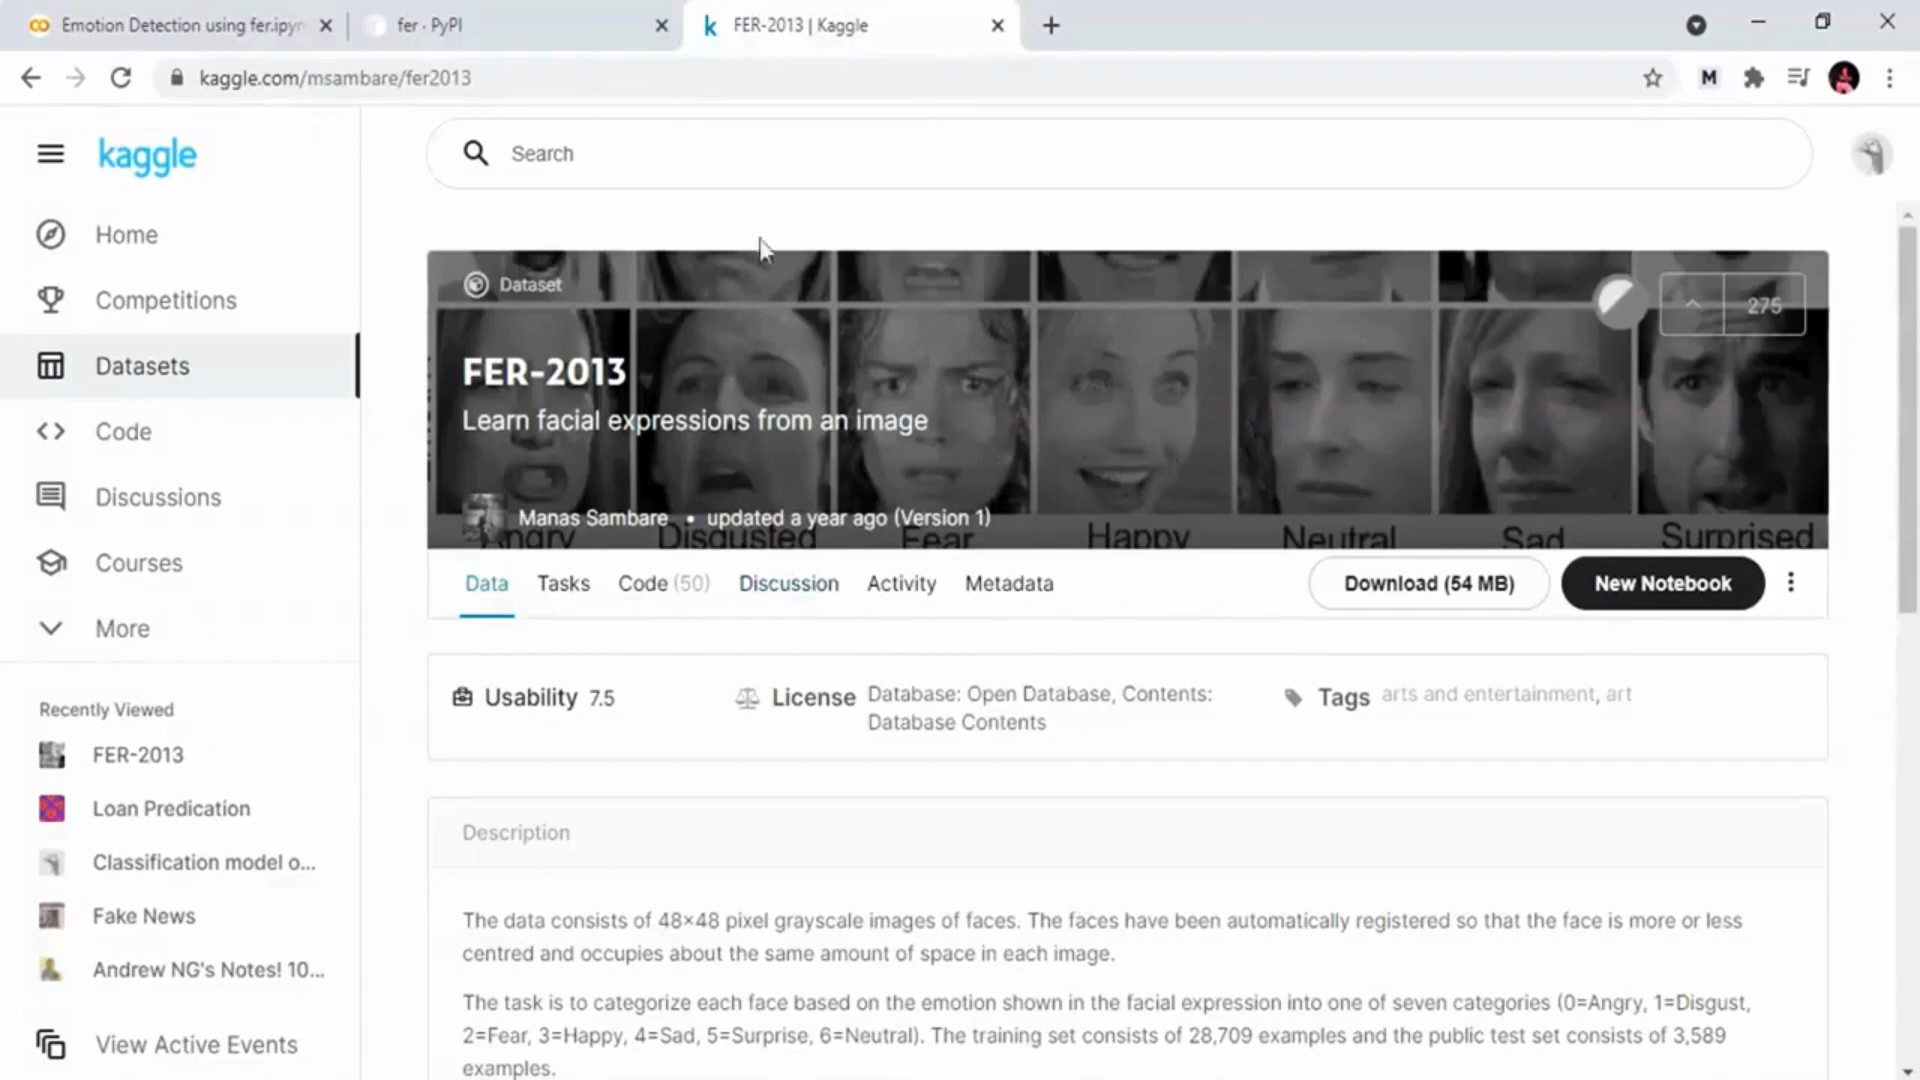 Emotion Detection using fer.ipyn
fer · PyPI
FER-2013 | Kaggle
kaggle.com/msambare/fer2013
M
kaggle
Search
Home
Competitions
Datasets
Code
Discussions
Courses
More
Recently Viewed
FER-2013
Loan Predication
Classification model o...
Fake News
Andrew NG's Notes! 10...
View Active Events
Dataset
275
FER-2013
Learn facial expressions from an image
Manas Sambare • updated a year ago (Version 1)
Angry Disgusted Fear Happy Neutral Sad Surprised
Data Tasks Code (50) Discussion Activity Metadata
Download (54 MB)
New Notebook
Usability 7.5
License Database: Open Database, Contents:
Database Contents
Tags arts and entertainment, art
Description
The data consists of 48×48 pixel grayscale images of faces. The faces have been automatically registered so that the face is more or less
centred and occupies about the same amount of space in each image.
The task is to categorize each face based on the emotion shown in the facial expression into one of seven categories (0=Angry, 1=Disgust,
2=Fear, 3=Happy, 4=Sad, 5=Surprise, 6=Neutral). The training set consists of 28,709 examples and the public test set consists of 3,589
examples.